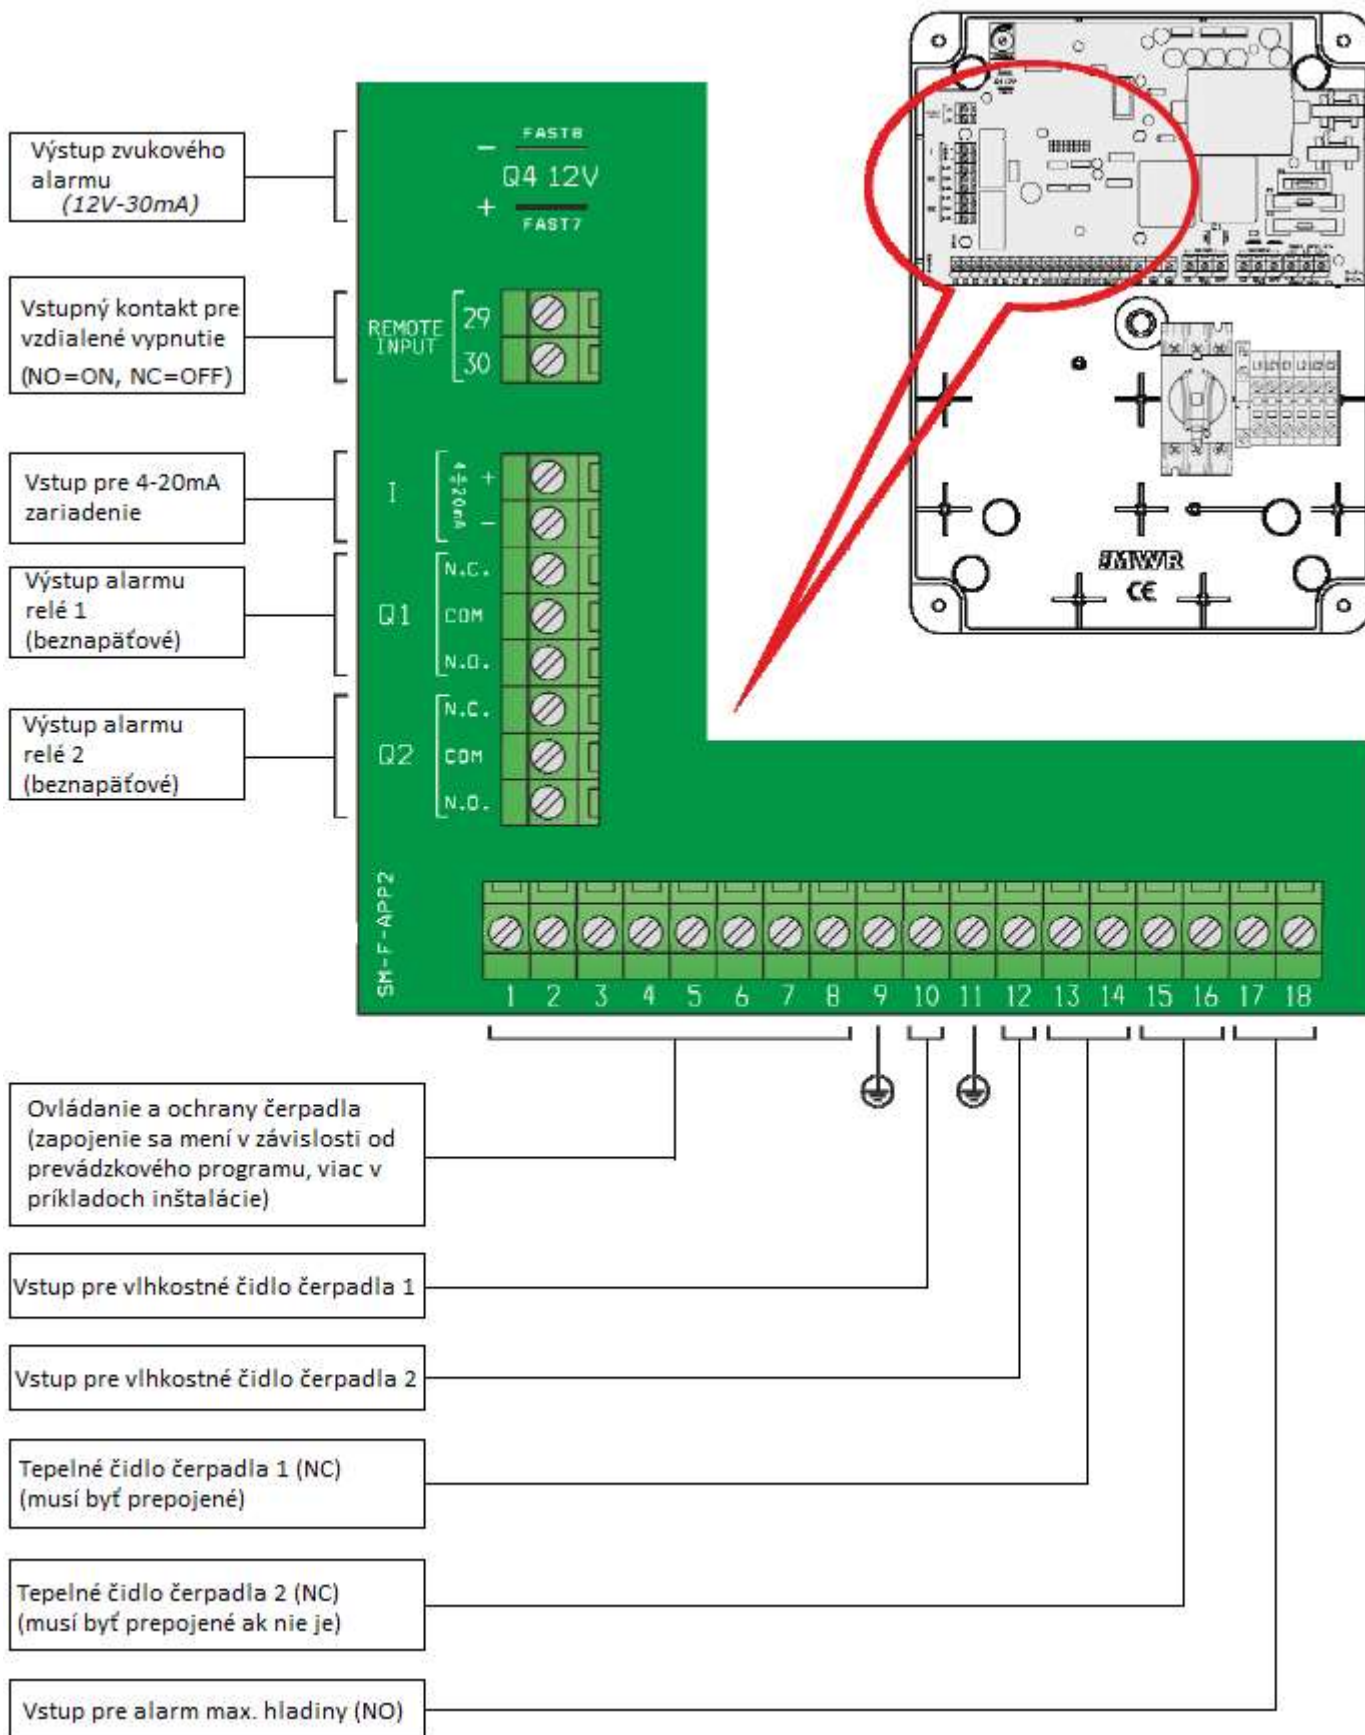 Výstup zvukového
alarmu
(12V-30mA)
Vstupný kontakt pre
vzdialené vypnutie
(NO=ON, NC=OFF)
Vstup pre 4-20mA
zariadenie
Výstup alarmu
relé 1
(beznapäťové)
Výstup alarmu
relé 2
(beznapäťové)
FAST8
- Q4 12V
+
FAST7
REMOTE
INPUT
29
30
I
4÷20mA
+
-
Q1
N.C.
COM
N.O.
Q2
N.C.
COM
N.O.
SM-F-APP2
1 2 3 4 5 6 7 8 9 10 11 12 13 14 15 16 17 18
MWR
CE
Ovládanie a ochrany čerpadla
(zapojenie sa mení v závislosti od
prevádzkového programu, viac v
príkladoch inštalácie)
Vstup pre vlhkostné čidlo čerpadla 1
Vstup pre vlhkostné čidlo čerpadla 2
Tepelné čidlo čerpadla 1 (NC)
(musí byť prepojené)
Tepelné čidlo čerpadla 2 (NC)
(musí byť prepojené ak nie je)
Vstup pre alarm max. hladiny (NO)